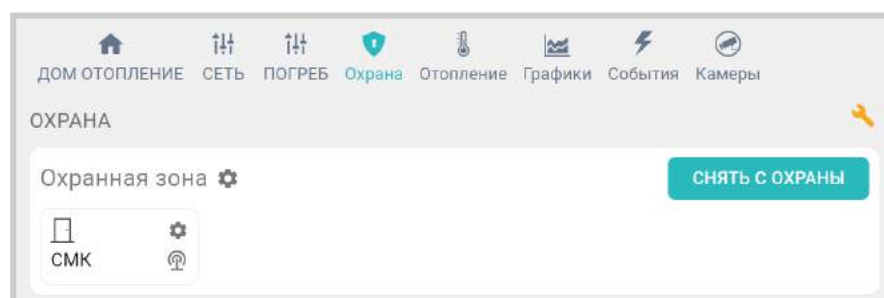 ДОМ ОТОПЛЕНИЕ СЕТЬ ПОГРЕБ Охрана Отопление Графики События Камеры
ОХРАНА
Охранная зона СНЯТЬ С ОХРАНЫ
СМК